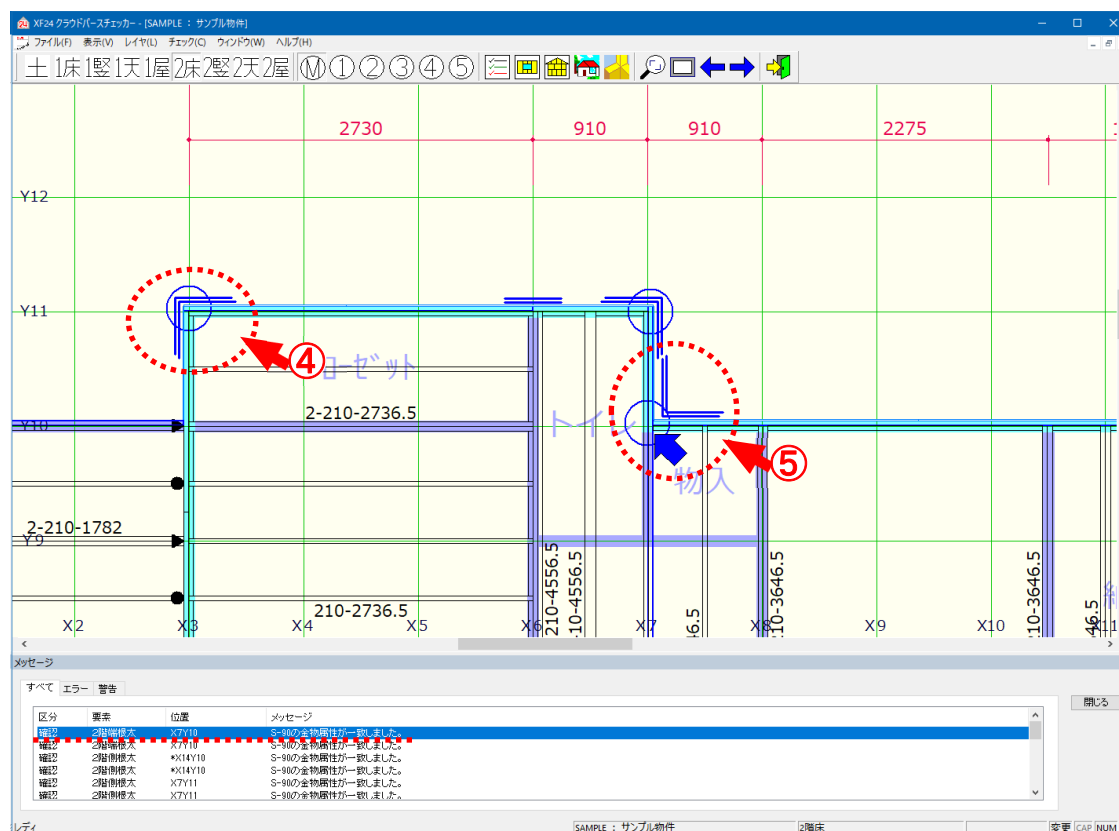 XF24 クラウドパースチェッカー - [SAMPLE : サンプル物件]
ファイル(F) 表示(V) レイヤ(L) チェック(C) ウィンドウ(W) ヘルプ(H)
土 1床 1竪 1天 1屋 2床 2竪 2天 2屋 M 1 2 3 4 5
2730 910 910 2275
Y12
Y11
④
ローゼット
2-210-2736.5
トイレ
Y10
⑤
物入
2-210-1782
Y9
210-4556.5
210-3646.5
210-2736.5
X2 X3 X4 X5 X6 X7 X8 X9 X10 X11
メッセージ
すべて エラー 警告
閉じる
区分 要素 位置 メッセージ
確認 2階端根太 X7Y10 S-90の金物属性が一致しました。
確認 2階端根太 X7Y10 S-90の金物属性が一致しました。
確認 2階側根太 *X14Y10 S-90の金物属性が一致しました。
確認 2階側根太 *X14Y10 S-90の金物属性が一致しました。
確認 2階側根太 X7Y11 S-90の金物属性が一致しました。
確認 2階側根太 X7Y11 S-90の金物属性が一致しました。
レディ SAMPLE : サンプル物件 2階床 変更 CAP NUM